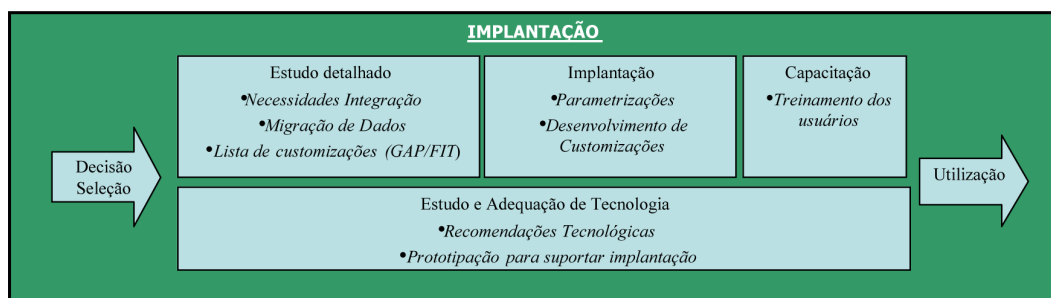 IMPLANTAÇÃO
Decisão
Seleção
Estudo detalhado
•Necessidades Integração
•Migração de Dados
•Lista de customizações (GAP/FIT)
Implantação
•Parametrizações
•Desenvolvimento de
Customizações
Capacitação
•Treinamento dos
usuários
Estudo e Adequação de Tecnologia
•Recomendações Tecnológicas
•Prototipação para suportar implantação
Utilização